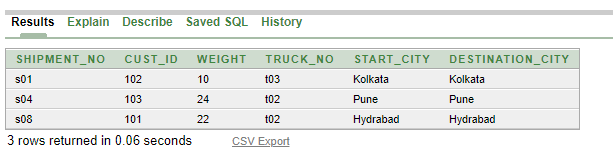 Results Explain Describe Saved SQL History
SHIPMENT_NO CUST_ID WEIGHT TRUCK_NO START_CITY DESTINATION_CITY
s01 102 10 t03 Kolkata Kolkata
s04 103 24 t02 Pune Pune
s08 101 22 t02 Hydrabad Hydrabad
3 rows returned in 0.06 seconds CSV Export